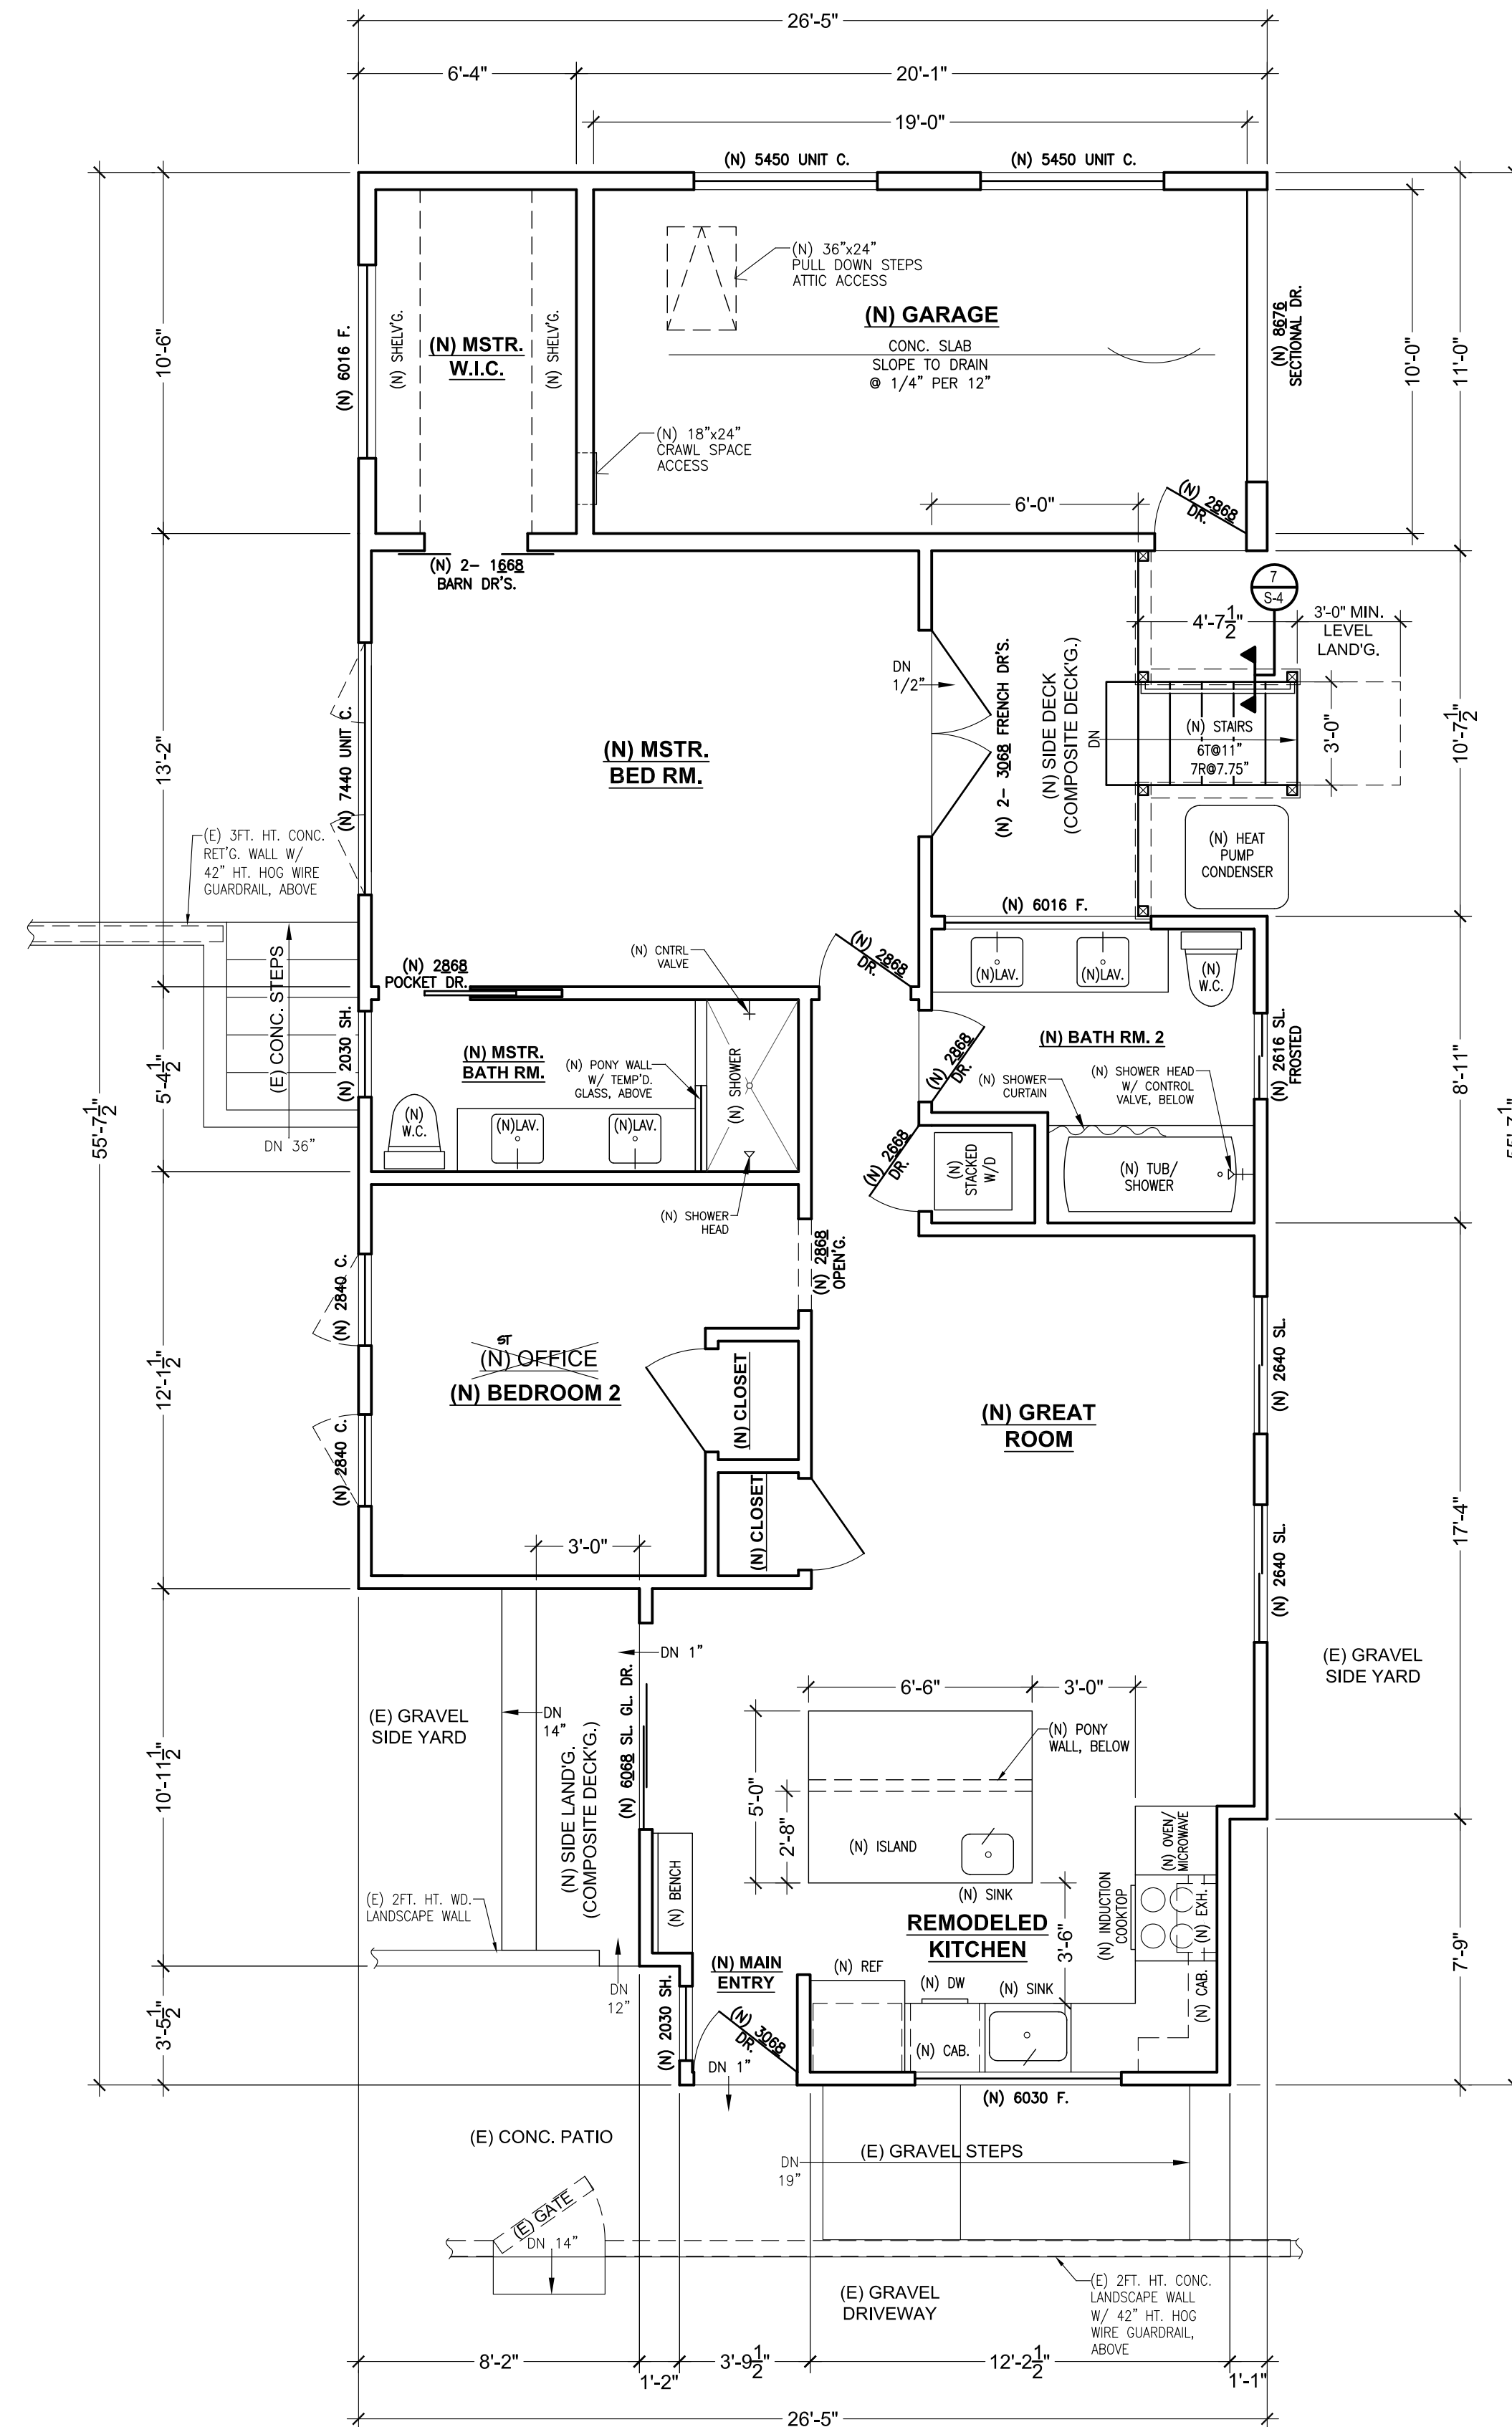 26'-5"
6'-4"
20'-1"
19'-0"
(N) 5450 UNIT C.
(N) 5450 UNIT C.
(N) 36"x24"
PULL DOWN STEPS
ATTIC ACCESS
(N) GARAGE
CONC. SLAB
SLOPE TO DRAIN
@ 1/4" PER 12"
(N) 8676
SECTIONAL DR.
10'-0"
11'-0"
10'-6"
(N) 6016 F.
(N) SHELV'G.
(N) MSTR.
W.I.C.
(N) SHELV'G.
(N) 18"x24"
CRAWL SPACE
ACCESS
6'-0"
(N) 2868
DR.
(N) 2- 1668
BARN DR'S.
7
S-4
4'-7 1/2"
3'-0" MIN.
LEVEL
LAND'G.
DN
1/2"
(N) 2- 3068 FRENCH DR'S.
(N) SIDE DECK
(COMPOSITE DECK'G.)
DN
(N) STAIRS
6T@11"
7R@7.75"
3'-0"
10'-7 1/2"
13'-2"
(N) 7440 UNIT C.
(N) MSTR.
BED RM.
(E) 3FT. HT. CONC.
RET'G. WALL W/
42" HT. HOG WIRE
GUARDRAIL, ABOVE
(N) HEAT
PUMP
CONDENSER
(N) 6016 F.
(N) CNTRL
VALVE
(N) 2868
DR.
(N) 2868
POCKET DR.
(N)LAV.
(N)LAV.
(N)
W.C.
(E) CONC. STEPS
DN 36"
(N) 2030 SH.
5'-4 1/2"
55'-7 1/2"
(N) MSTR.
BATH RM.
(N) PONY WALL
W/ TEMP'D.
GLASS, ABOVE
(N) SHOWER
(N)
W.C.
(N)LAV.
(N)LAV.
(N) SHOWER
HEAD
(N) 2868
DR.
(N) BATH RM. 2
(N) SHOWER
CURTAIN
(N) SHOWER HEAD
W/ CONTROL
VALVE, BELOW
(N) 2616 SL.
FROSTED
8'-11"
55'-7 1/2"
(N) 2668
DR.
(N)
STACKED
W/D
(N) TUB/
SHOWER
(N) 2868
OPEN'G.
(N) 2840 C.
12'-1 1/2"
ST
(N) OFFICE
(N) BEDROOM 2
(N) CLOSET
(N) 2840 C.
(N) CLOSET
(N) GREAT
ROOM
(N) 2640 SL.
(N) 2640 SL.
17'-4"
3'-0"
DN 1"
(E) GRAVEL
SIDE YARD
(E) GRAVEL
SIDE YARD
DN
14"
(N) SIDE LAND'G.
(COMPOSITE DECK'G.)
(N) 6068 SL. GL. DR.
10'-11 1/2"
6'-6"
3'-0"
(N) PONY
WALL, BELOW
5'-0"
2'-8"
(N) ISLAND
(N) SINK
(N) OVEN/
MICROWAVE
(N) INDUCTION
COOKTOP
(N) EXH.
(N) CAB.
(N) BENCH
(E) 2FT. HT. WD.
LANDSCAPE WALL
REMODELED
KITCHEN
3'-6"
7'-9"
(N) MAIN
ENTRY
(N) REF
(N) DW
(N) SINK
(N) CAB.
DN
12"
(N) 2030 SH.
(N) 3068
DR.
DN 1"
3'-5 1/2"
(N) 6030 F.
(E) CONC. PATIO
DN
19"
(E) GRAVEL STEPS
(E) GATE
DN 14"
(E) GRAVEL
DRIVEWAY
(E) 2FT. HT. CONC.
LANDSCAPE WALL
W/ 42" HT. HOG
WIRE GUARDRAIL,
ABOVE
8'-2"
1'-2"
3'-9 1/2"
12'-2 1/2"
1'-1"
26'-5"